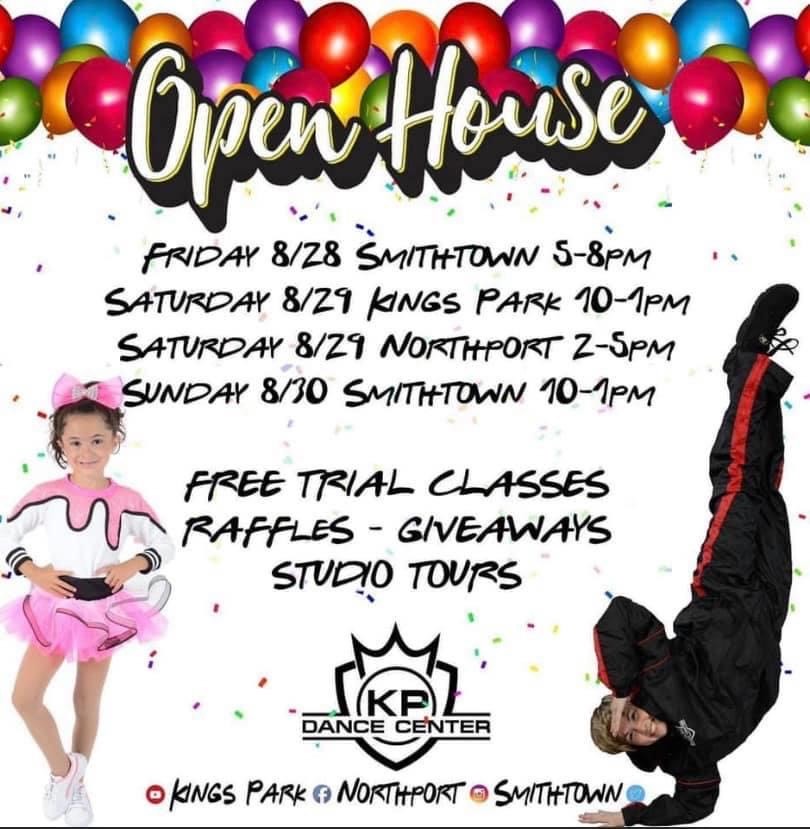 Open House
FRIDAY 8/28 SMITHTOWN 5-8PM
SATURDAY 8/29 KINGS PARK 10-1PM
SATURDAY 8/29 NORTHPORT 2-5PM
SUNDAY 8/30 SMITHTOWN 10-1PM
FREE TRIAL CLASSES
RAFFLES - GIVEAWAYS
STUDIO TOURS
KP
DANCE CENTER
KINGS PARK NORTHPORT SMITHTOWN